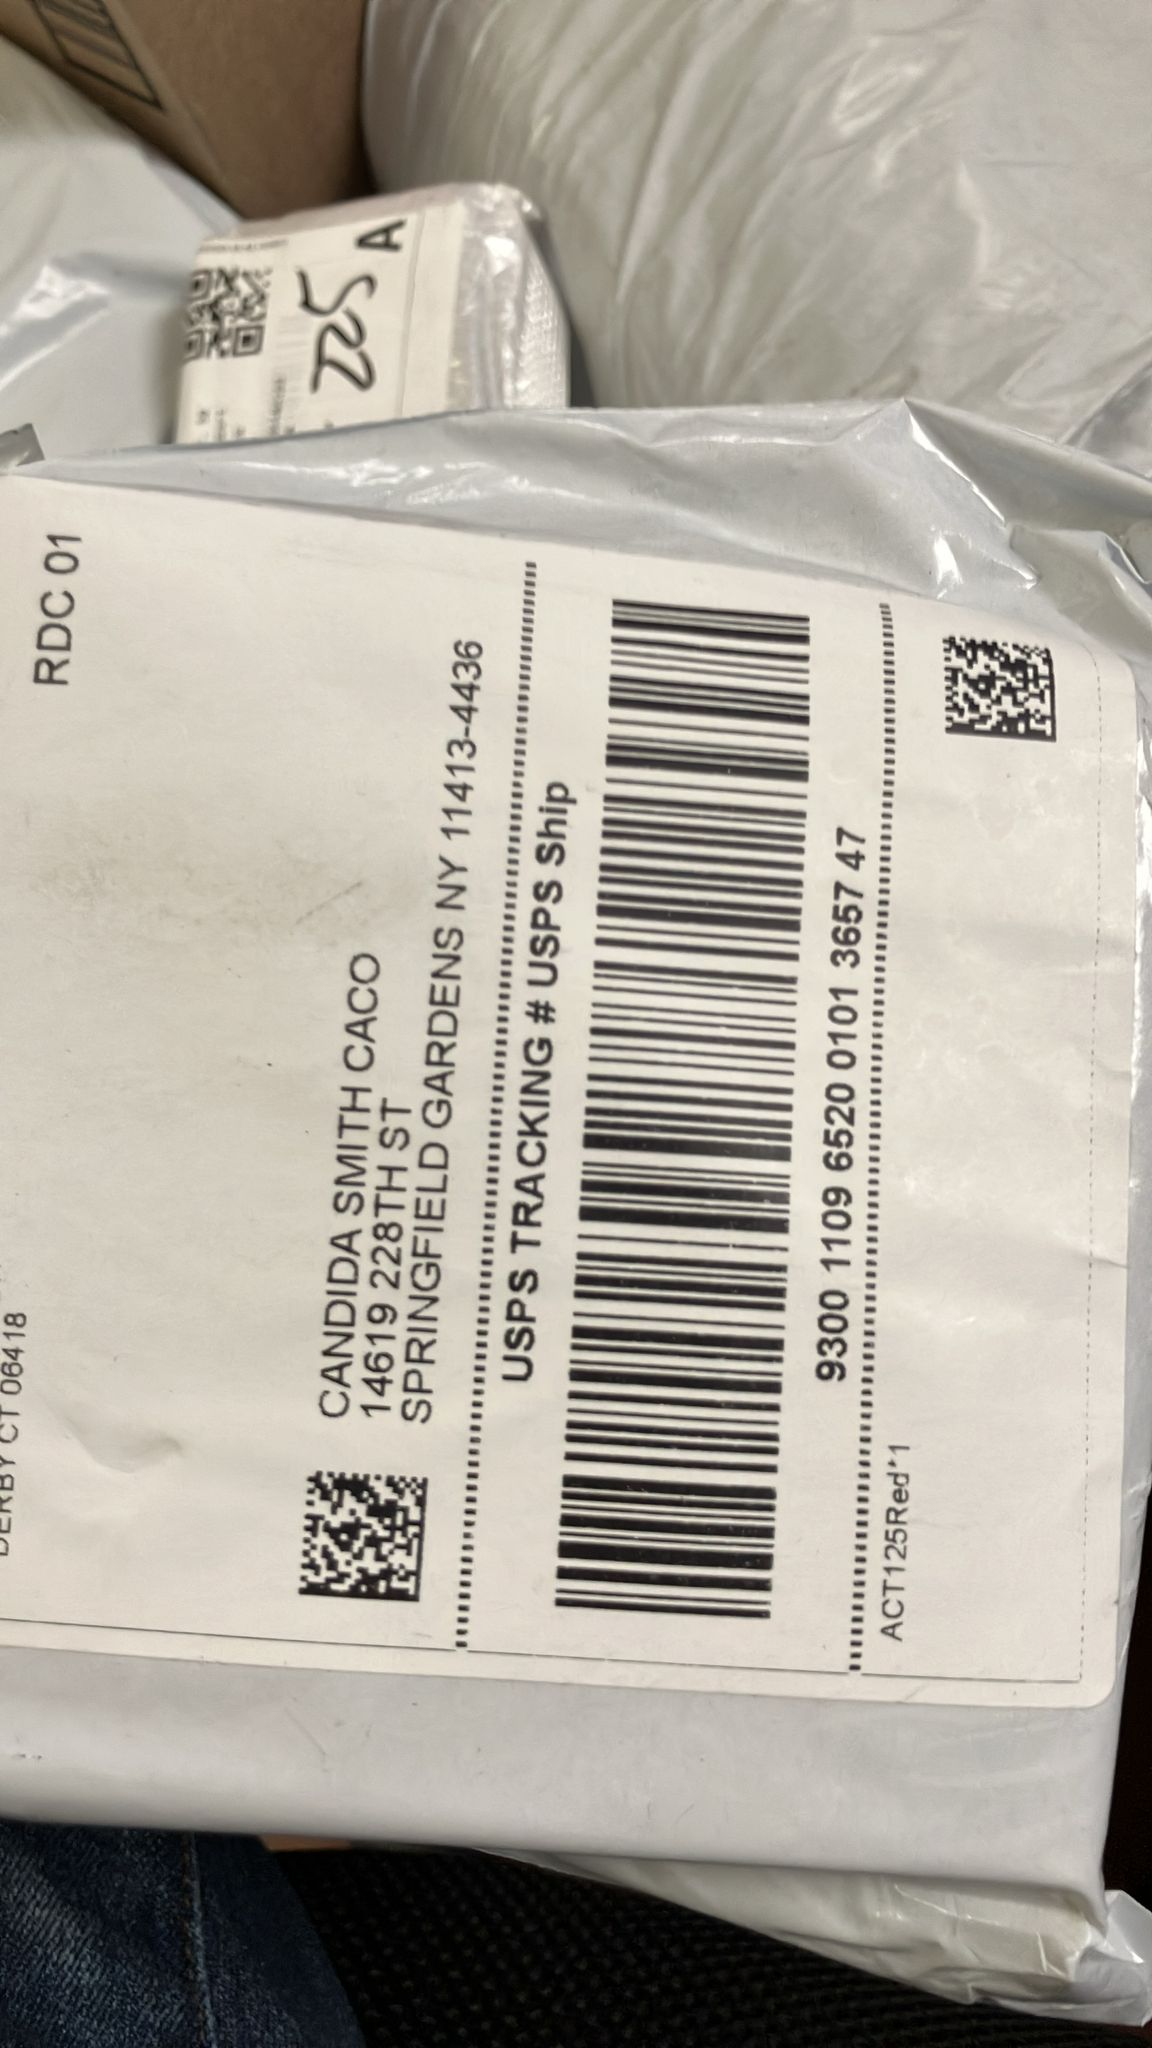 RDC 01
DERBY CT 06418
CANDIDA SMITH CACO
14619 228TH ST
SPRINGFIELD GARDENS NY 11413-4436
USPS TRACKING # USPS Ship
9300 1109 6520 0101 3657 47
ACT125Red*1
225
A